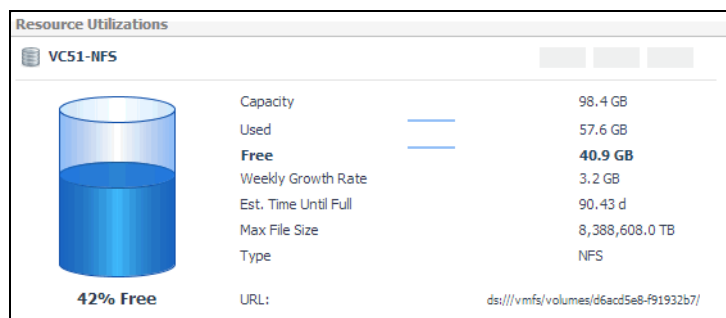 Resource Utilizations
VC51-NFS
Capacity 98.4 GB
Used 57.6 GB
Free 40.9 GB
Weekly Growth Rate 3.2 GB
Est. Time Until Full 90.43 d
Max File Size 8,388,608.0 TB
Type NFS
42% Free
URL: ds:///vmfs/volumes/d6acd5e8-f91932b7/